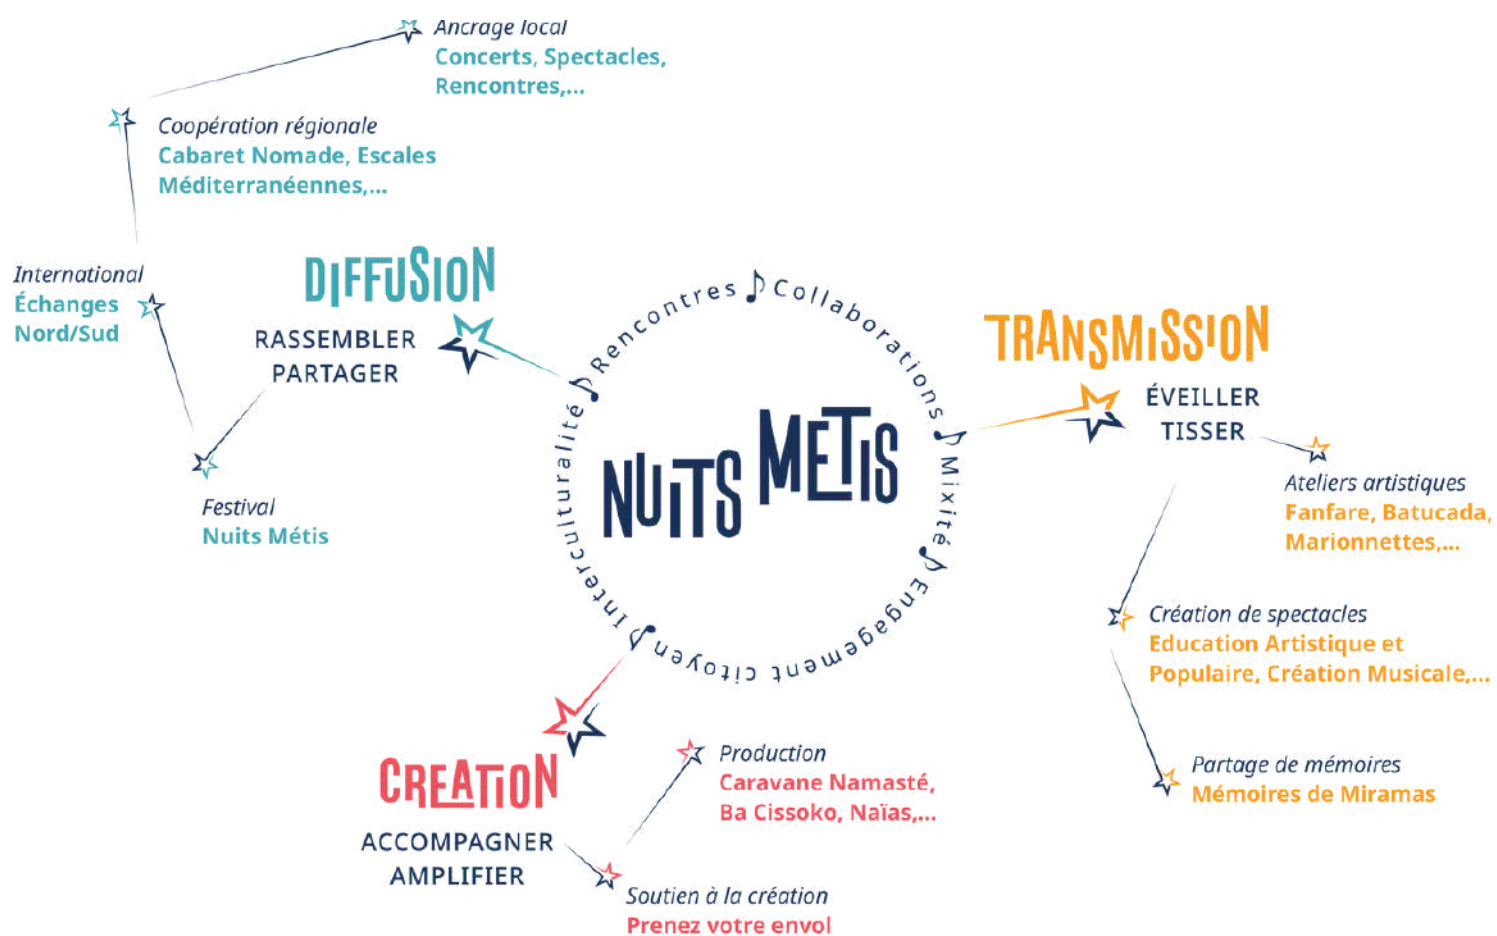 Ancrage local
Concerts, Spectacles,
Rencontres,...
Coopération régionale
Cabaret Nomade, Escales
Méditerranéennes,...
International
Échanges
Nord/Sud
DIFFUSION
RASSEMBLER
PARTAGER
Festival
Nuits Métis
Rencontres
Collaborations
Mixité
Engagement citoyen
Interculturalité
NUITS METIS
TRANSMISSION
ÉVEILLER
TISSER
Ateliers artistiques
Fanfare, Batucada,
Marionnettes,...
Création de spectacles
Education Artistique et
Populaire, Création Musicale,...
Partage de mémoires
Mémoires de Miramas
CREATION
ACCOMPAGNER
AMPLIFIER
Production
Caravane Namasté,
Ba Cissoko, Naïas,...
Soutien à la création
Prenez votre envol